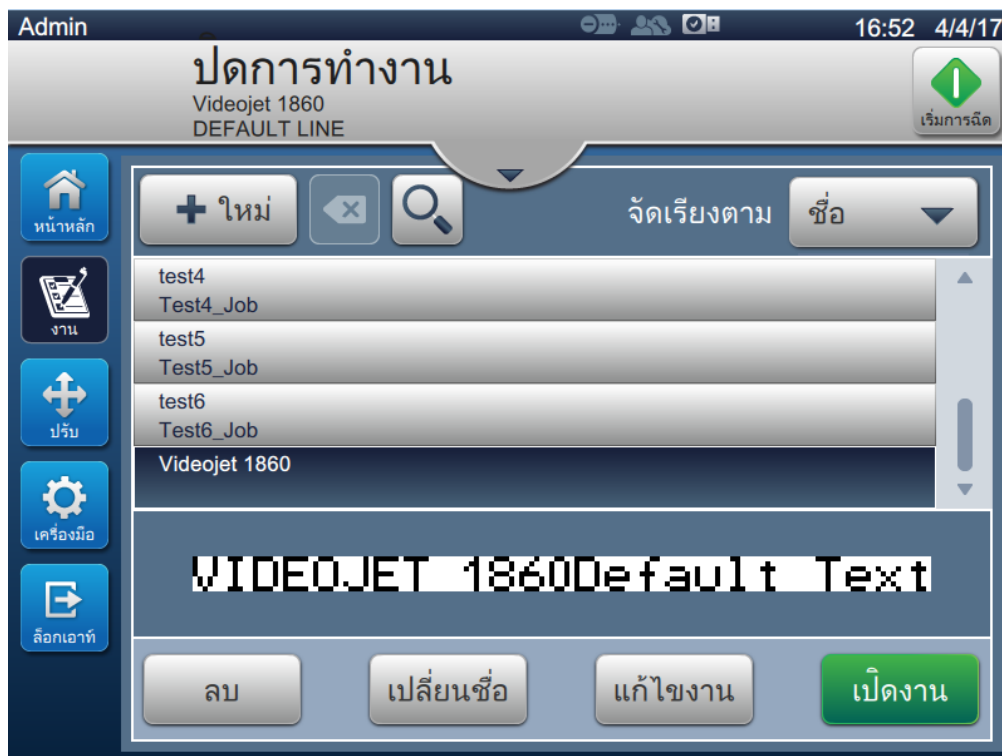 Admin
16:52 4/4/17
ปดการทำงาน
Videojet 1860
DEFAULT LINE
เริ่มการฉีด
หน้าหลัก
ใหม่
จัดเรียงตาม
ชื่อ
test4
Test4_Job
งาน
test5
Test5_Job
test6
Test6_Job
ปรับ
Videojet 1860
เครื่องมือ
VIDEOJET 1860Default Text
ล็อกเอาท์
ลบ
เปลี่ยนชื่อ
แก้ไขงาน
เปิดงาน